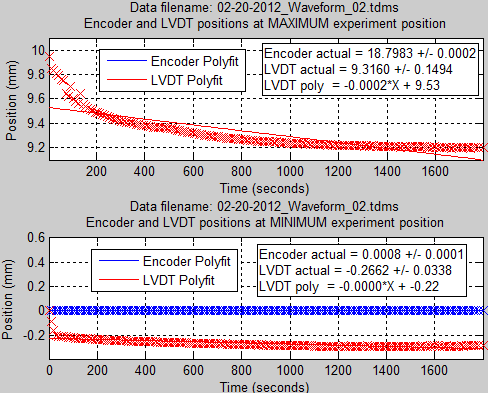 Data filename: 02-20-2012_Waveform_02.tdms
Encoder and LVDT positions at MAXIMUM experiment position
Position (mm)
10
9.8
9.6
9.4
9.2
Encoder Polyfit
LVDT Polyfit
Encoder actual = 18.7983 +/- 0.0002
LVDT actual = 9.3160 +/- 0.1494
LVDT poly = -0.0002*X + 9.53
200 400 600 800 1000 1200 1400 1600
Time (seconds)
Data filename: 02-20-2012_Waveform_02.tdms
Encoder and LVDT positions at MINIMUM experiment position
Position (mm)
0.6
0.4
0.2
0
-0.2
Encoder Polyfit
LVDT Polyfit
Encoder actual = 0.0008 +/- 0.0001
LVDT actual = -0.2662 +/- 0.0338
LVDT poly = -0.0000*X + -0.22
0 200 400 600 800 1000 1200 1400 1600
Time (seconds)